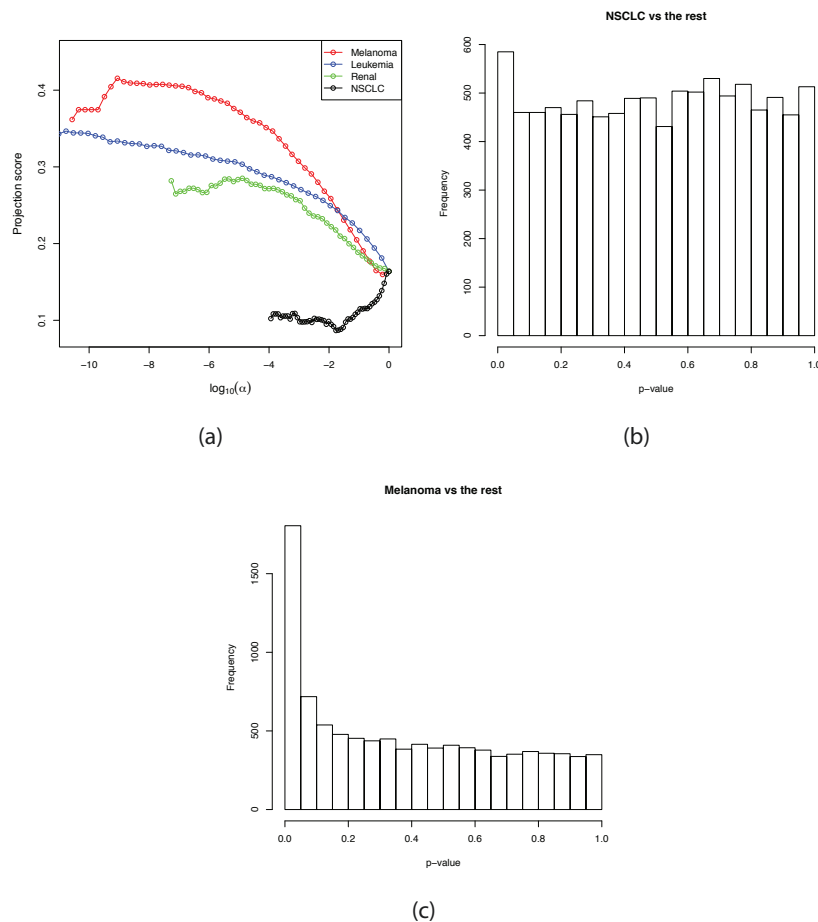 NSCLC vs the rest
Melanoma
Leukemia
Renal
NSCLC
Projection score
0.1
0.2
0.3
0.4
−10
−8
−6
−4
−2
0
log10(α)
(a)
Frequency
0
100
200
300
400
500
600
0.0
0.2
0.4
0.6
0.8
1.0
p−value
(b)
Melanoma vs the rest
Frequency
0
500
1000
1500
0.0
0.2
0.4
0.6
0.8
1.0
p−value
(c)